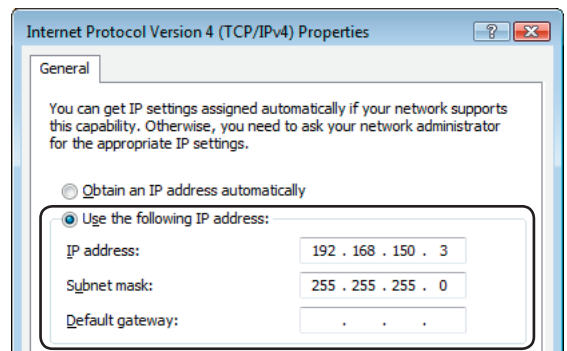 Internet Protocol Version 4 (TCP/IPv4) Properties
General
You can get IP settings assigned automatically if your network supports
this capability. Otherwise, you need to ask your network administrator
for the appropriate IP settings.
Obtain an IP address automatically
Use the following IP address:
IP address: 192 . 168 . 150 . 3
Subnet mask: 255 . 255 . 255 . 0
Default gateway: . . .